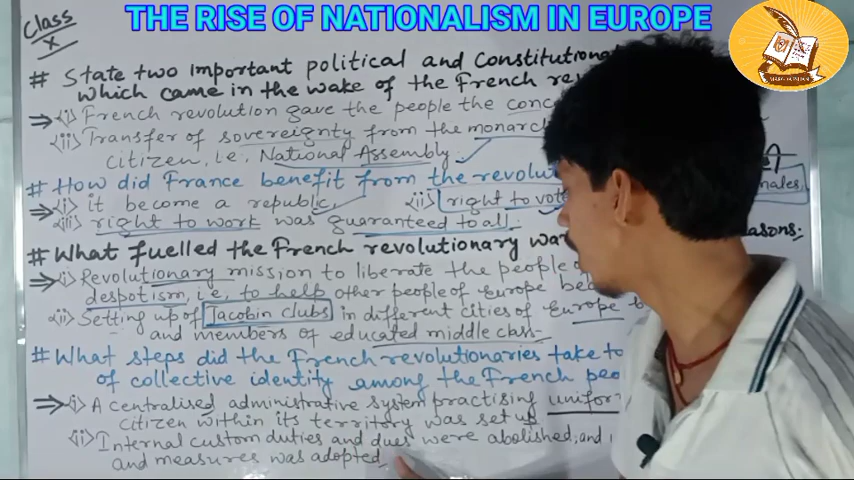 THE RISE OF NATIONALISM IN EUROPE
Class
X
# State two important political and Constitutiona
which came in the wake of the French rev
⇒ (i) French revolution gave the people the conc
(ii) Transfer of sovereignty from the monarch
citizen, i.e, National Assembly.
# How did France benefit from the revolu
⇒ (i) it become a republic. (ii) right to vot males
(iii) right to work was guaranteed to all.
# What fuelled the French revolutionary wa asons:
⇒ (i) Revolutionary mission to liberate the people
despotism, i.e, to help other people of Europe be
(ii) Setting up of Jacobin clubs in different cities of Europe b
and members of educated middle class
# What steps did the French revolutionaries take to
of collective identity among the French peo
⇒ (i) A centralised administrative system practising unifor
citizen within its territory was set up
(ii) Internal custom duties and dues were abolished, and
and measures was adopted.